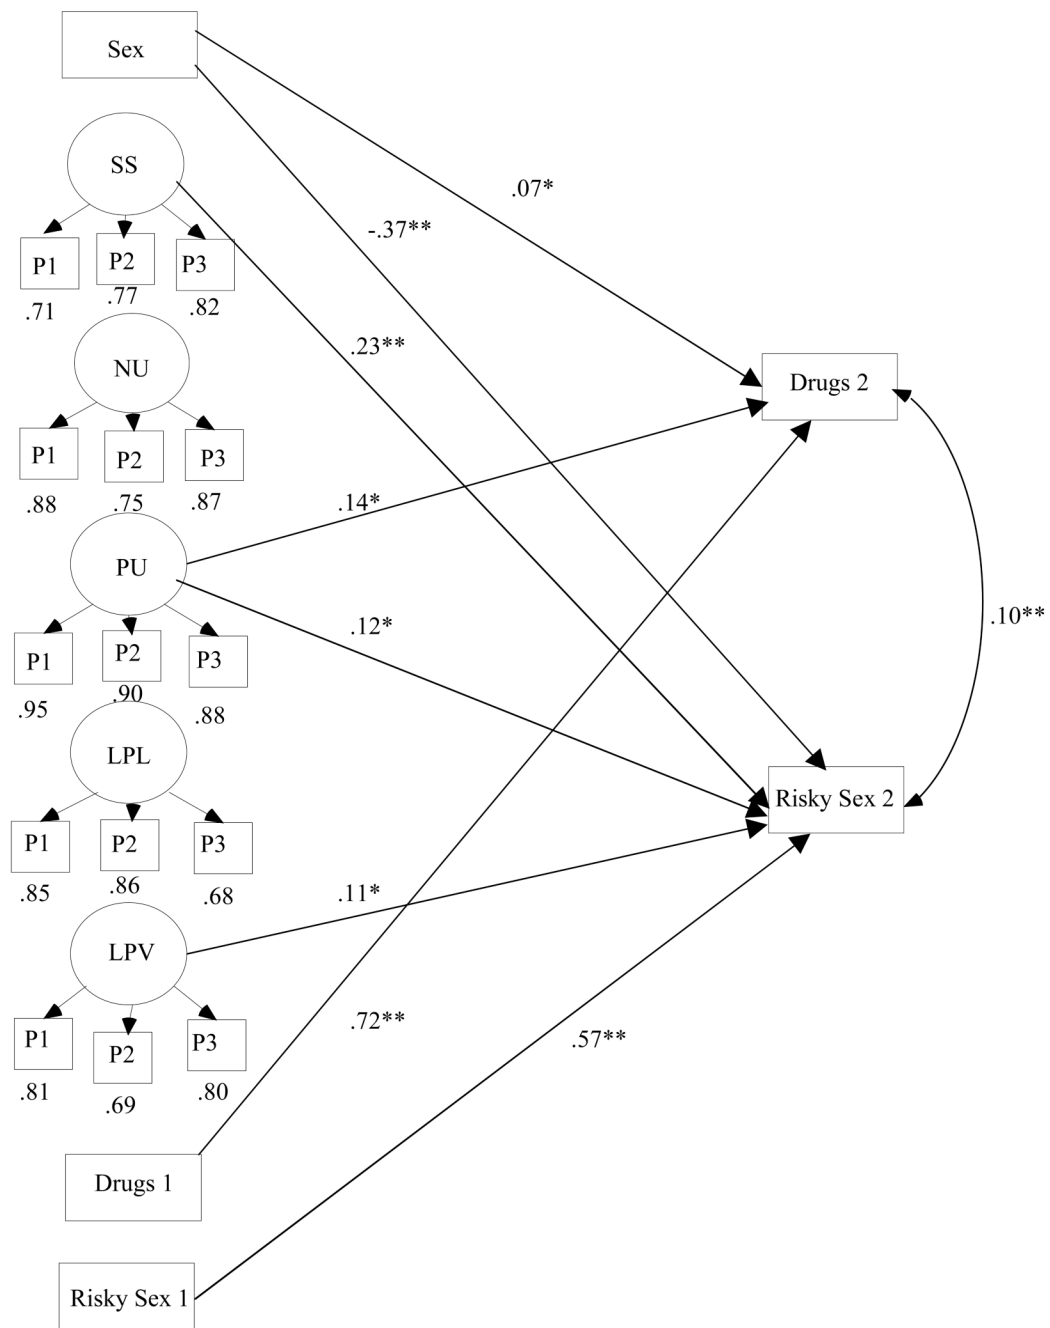 Sex
.07*
-.37**
SS
P1
P2
P3
.71
.77
.82
.23**
NU
Drugs 2
P1
P2
P3
.88
.75
.87
.14*
PU
.12*
.10**
P1
P2
P3
.95
.90
.88
LPL
Risky Sex 2
P1
P2
P3
.85
.86
.68
.11*
LPV
P1
P2
P3
.72**
.57**
.81
.69
.80
Drugs 1
Risky Sex 1